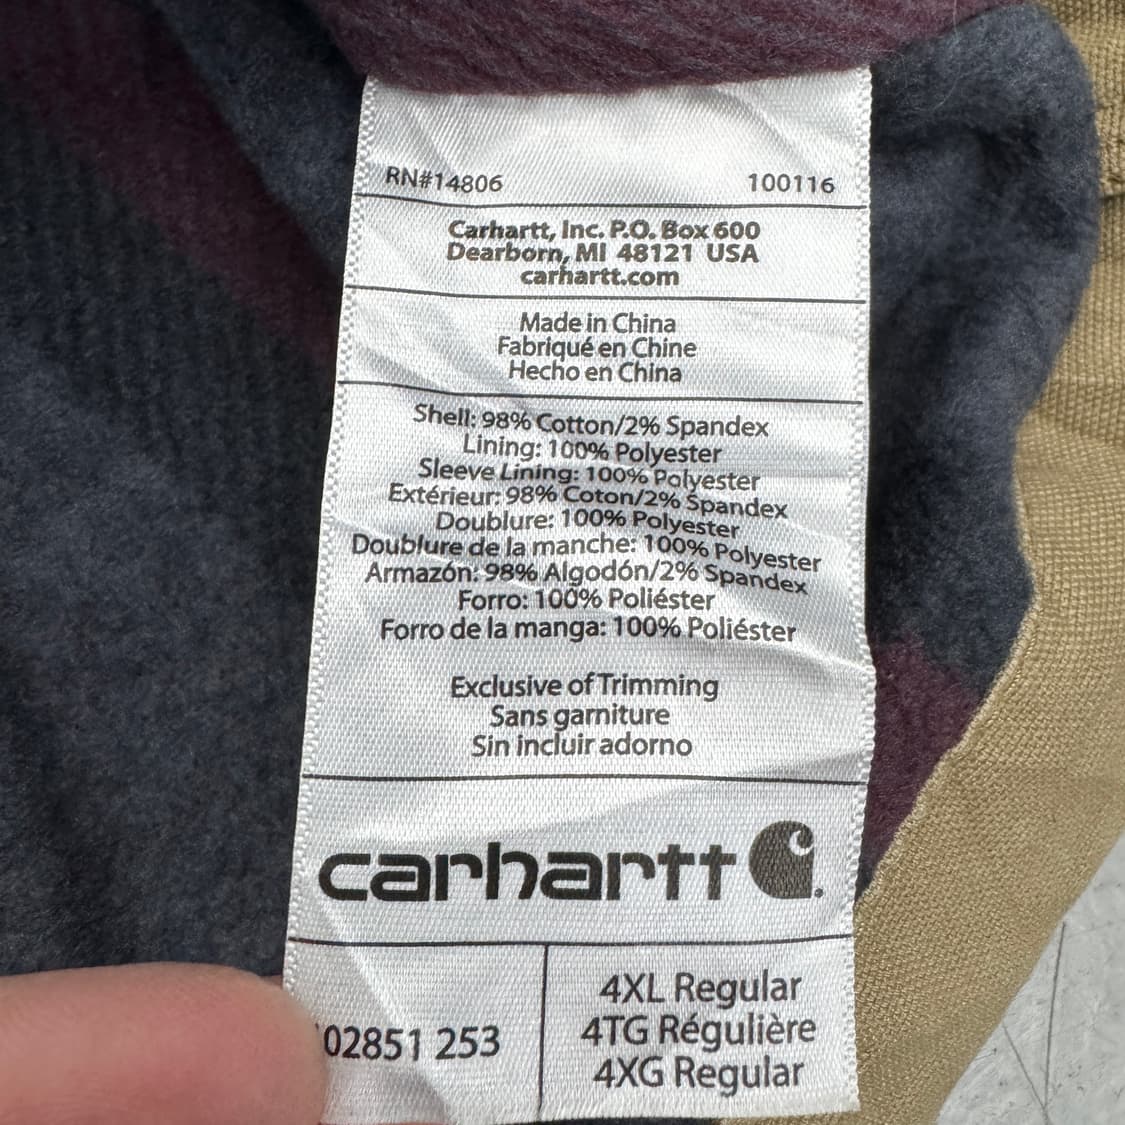 RN#14806 100116
Carhartt, Inc. P.O. Box 600
Dearborn, MI 48121 USA
carhartt.com
Made in China
Fabriqué en Chine
Hecho en China
Shell: 98% Cotton/2% Spandex
Lining: 100% Polyester
Sleeve Lining: 100% Polyester
Extérieur: 98% Coton/2% Spandex
Doublure: 100% Polyester
Doublure de la manche: 100% Polyester
Armazón: 98% Algodón/2% Spandex
Forro: 100% Poliéster
Forro de la manga: 100% Poliéster
Exclusive of Trimming
Sans garniture
Sin incluir adorno
carhartt
02851 253
4XL Regular
4TG Régulière
4XG Regular